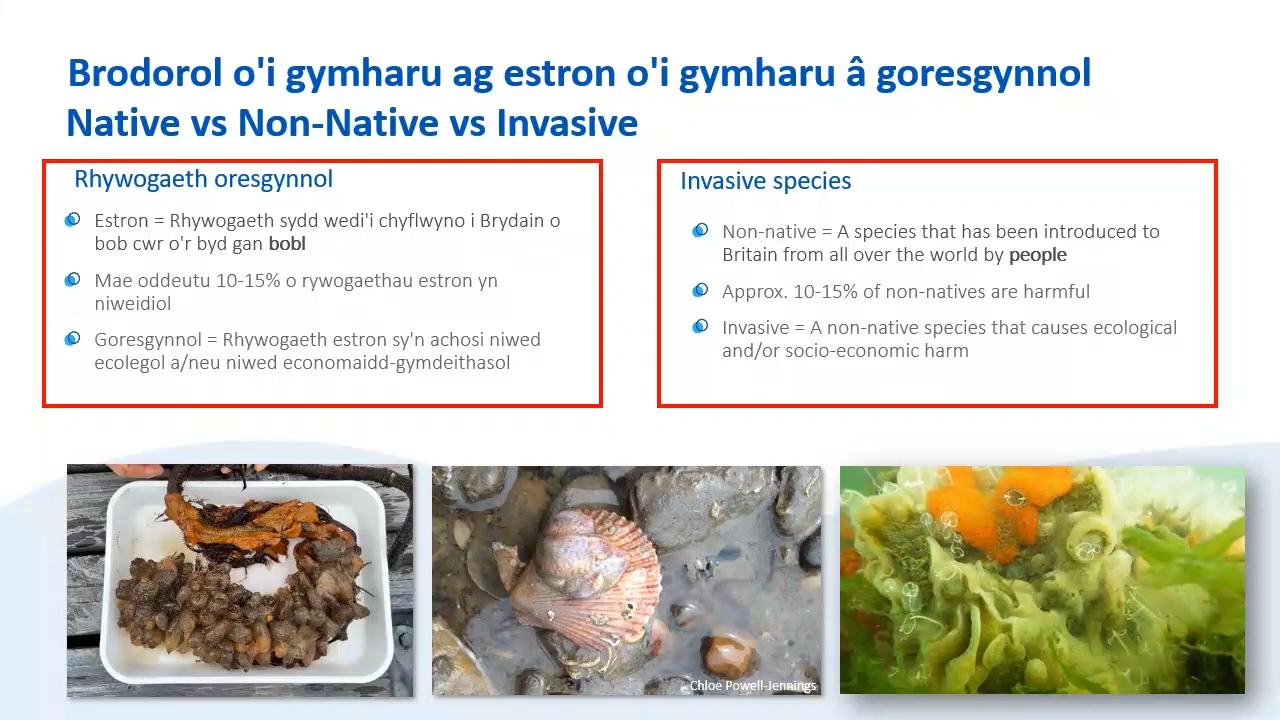 Brodorol o'i gymharu ag estron o'i gymharu â goresgynnol
Native vs Non-Native vs Invasive
Rhywogaeth oresgynnol
Estron = Rhywogaeth sydd wedi'i chyflwyno i Brydain o
bob cwr o'r byd gan bobl
Mae oddeutu 10-15% o rywogaethau estron yn
niweidiol
Goresgynnol = Rhywogaeth estron sy'n achosi niwed
ecolegol a/neu niwed economaidd-gymdeithasol
Invasive species
Non-native = A species that has been introduced to
Britain from all over the world by people
Approx. 10-15% of non-natives are harmful
Invasive = A non-native species that causes ecological
and/or socio-economic harm
Chloe Powell-Jennings